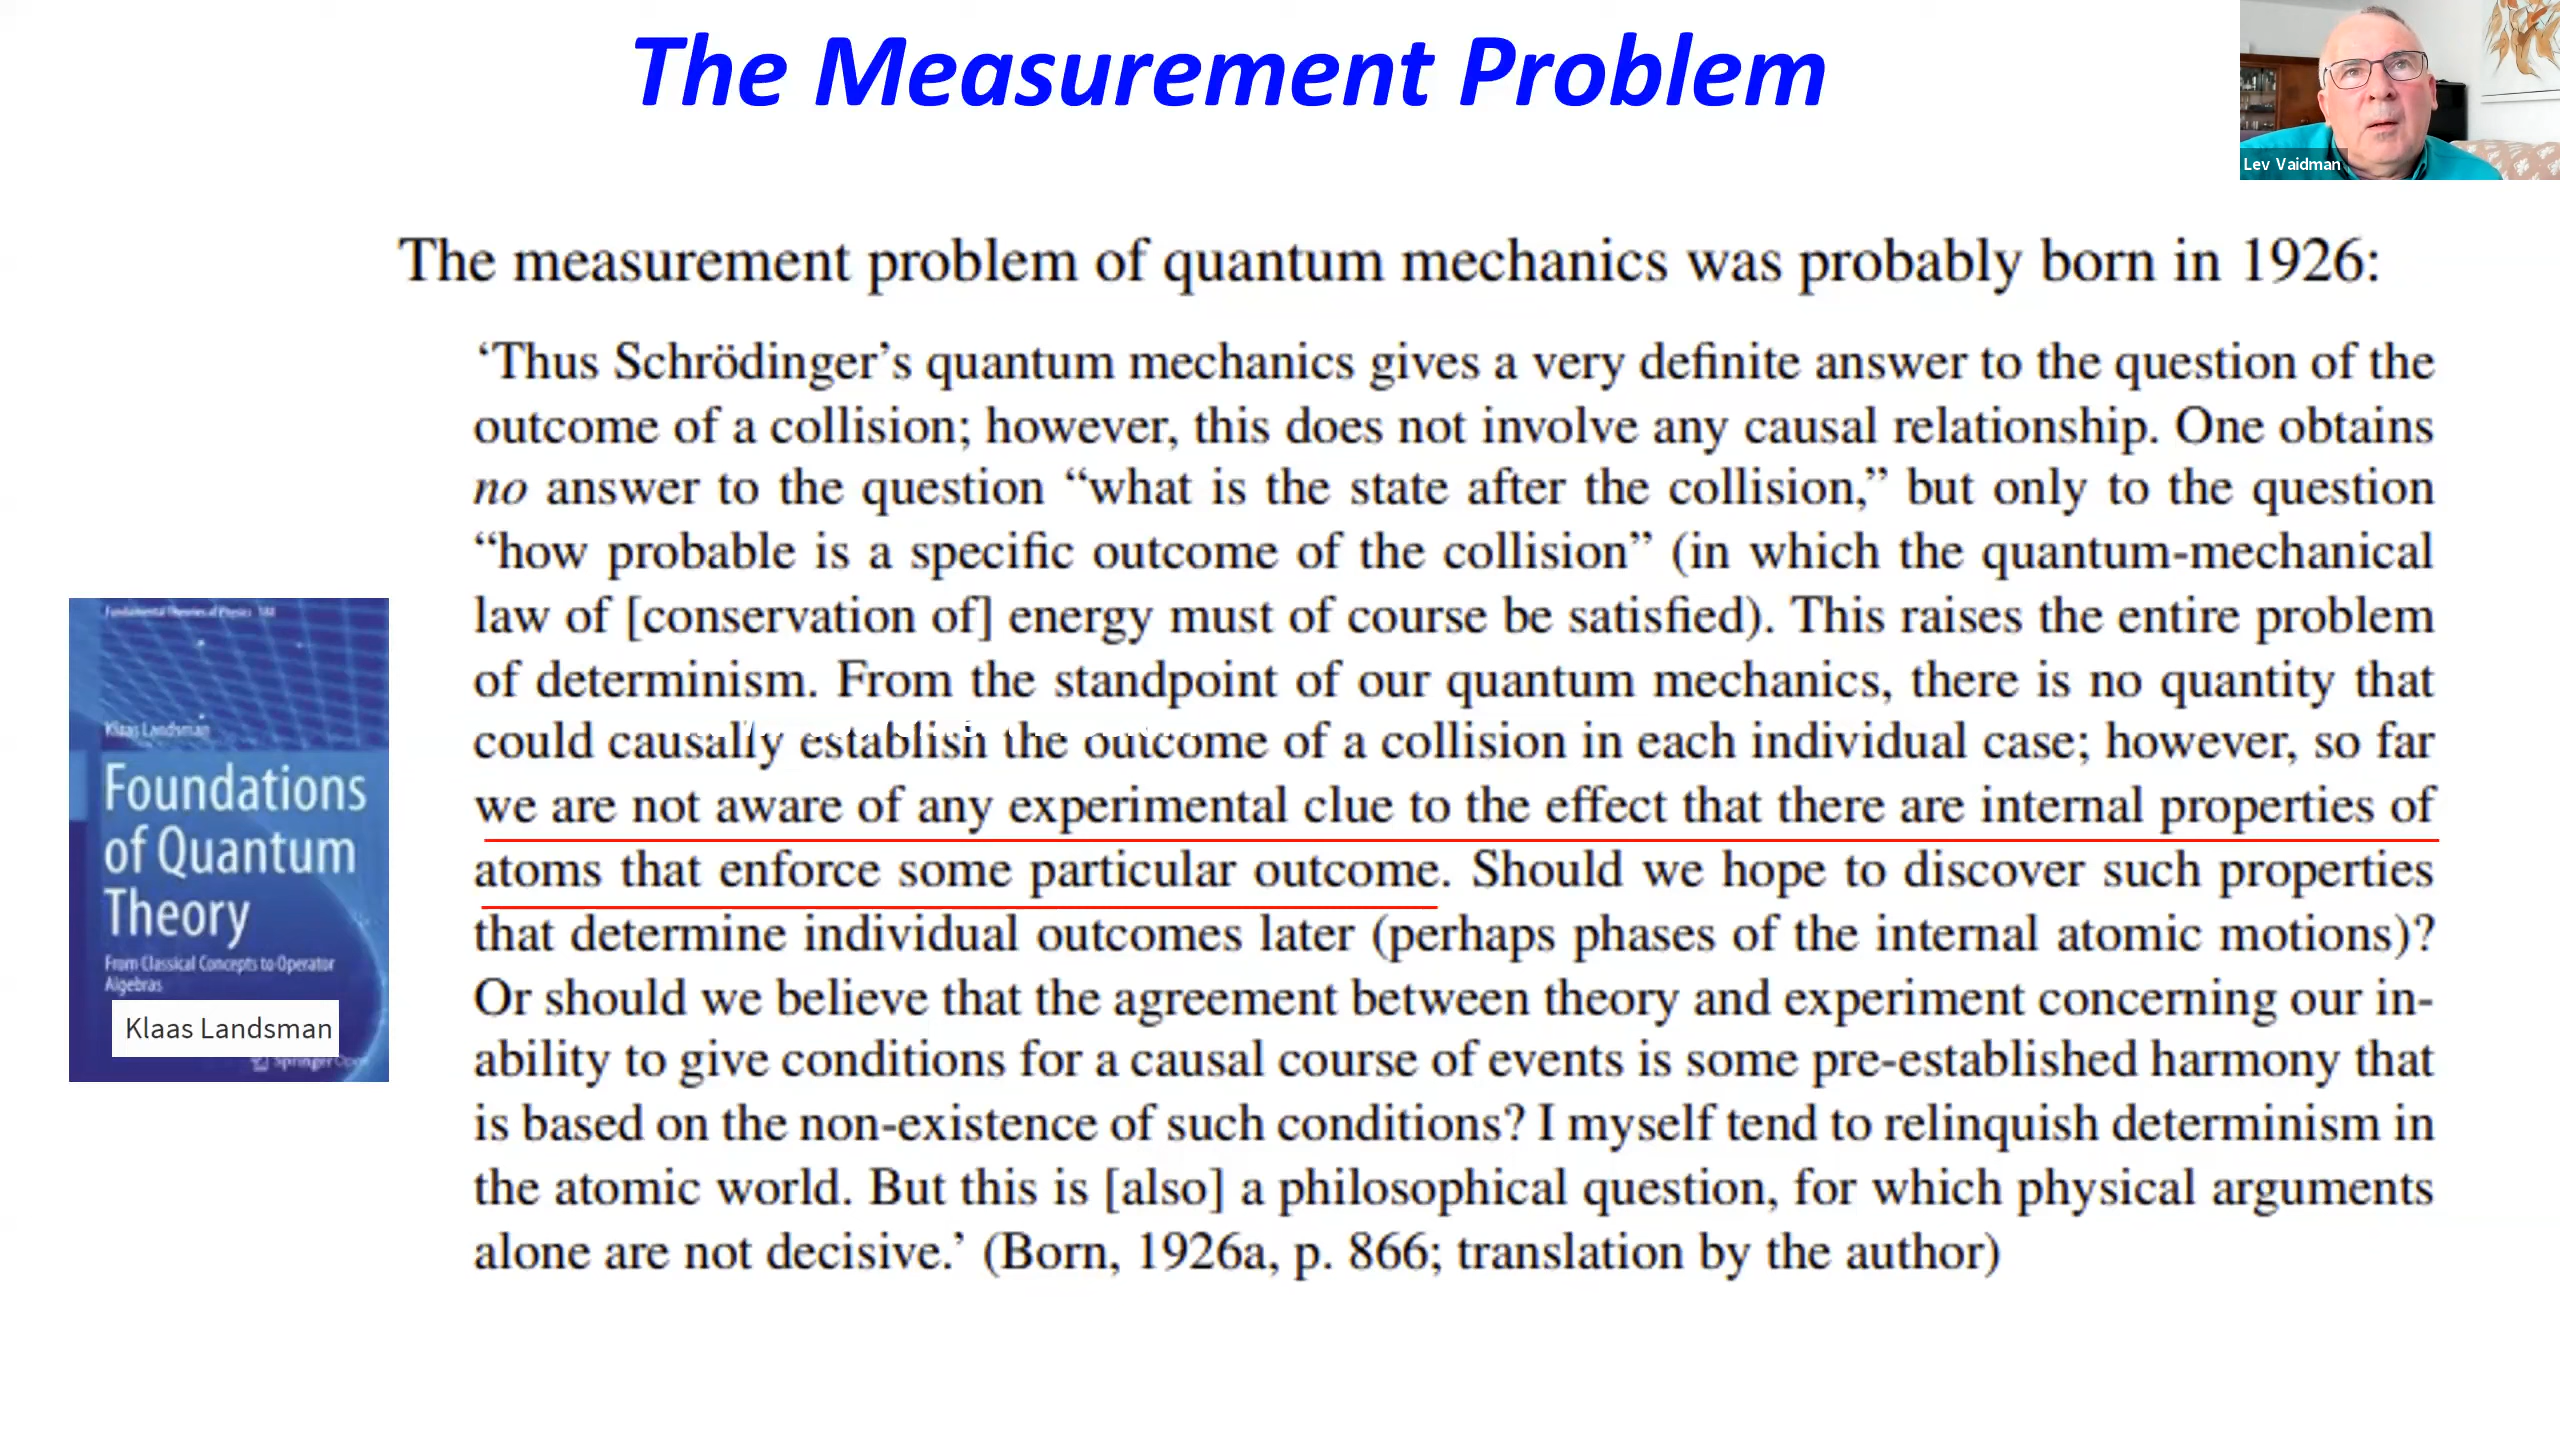 The Measurement Problem
Lev Vaidman
The measurement problem of quantum mechanics was probably born in 1926:
‘Thus Schrödinger’s quantum mechanics gives a very definite answer to the question of the
outcome of a collision; however, this does not involve any causal relationship. One obtains
no answer to the question “what is the state after the collision,” but only to the question
“how probable is a specific outcome of the collision” (in which the quantum-mechanical
law of [conservation of] energy must of course be satisfied). This raises the entire problem
of determinism. From the standpoint of our quantum mechanics, there is no quantity that
could causally establish the outcome of a collision in each individual case; however, so far
we are not aware of any experimental clue to the effect that there are internal properties of
atoms that enforce some particular outcome. Should we hope to discover such properties
that determine individual outcomes later (perhaps phases of the internal atomic motions)?
Or should we believe that the agreement between theory and experiment concerning our in-
ability to give conditions for a causal course of events is some pre-established harmony that
is based on the non-existence of such conditions? I myself tend to relinquish determinism in
the atomic world. But this is [also] a philosophical question, for which physical arguments
alone are not decisive.’ (Born, 1926a, p. 866; translation by the author)
Fundamental Theories of Physics 188
Klaas Landsman
Foundations
of Quantum
Theory
From Classical Concepts to Operator
Algebras
Klaas Landsman
Springer